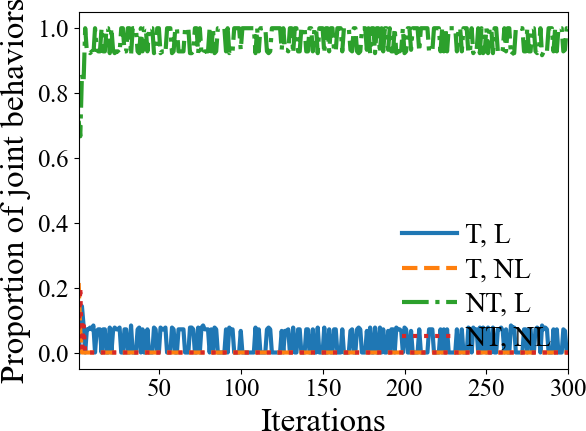 Proportion of joint behaviors
1.0
0.8
0.6
0.4
0.2
0.0
T, L
T, NL
NT, L
NT, NL
50 100 150 200 250 300
Iterations